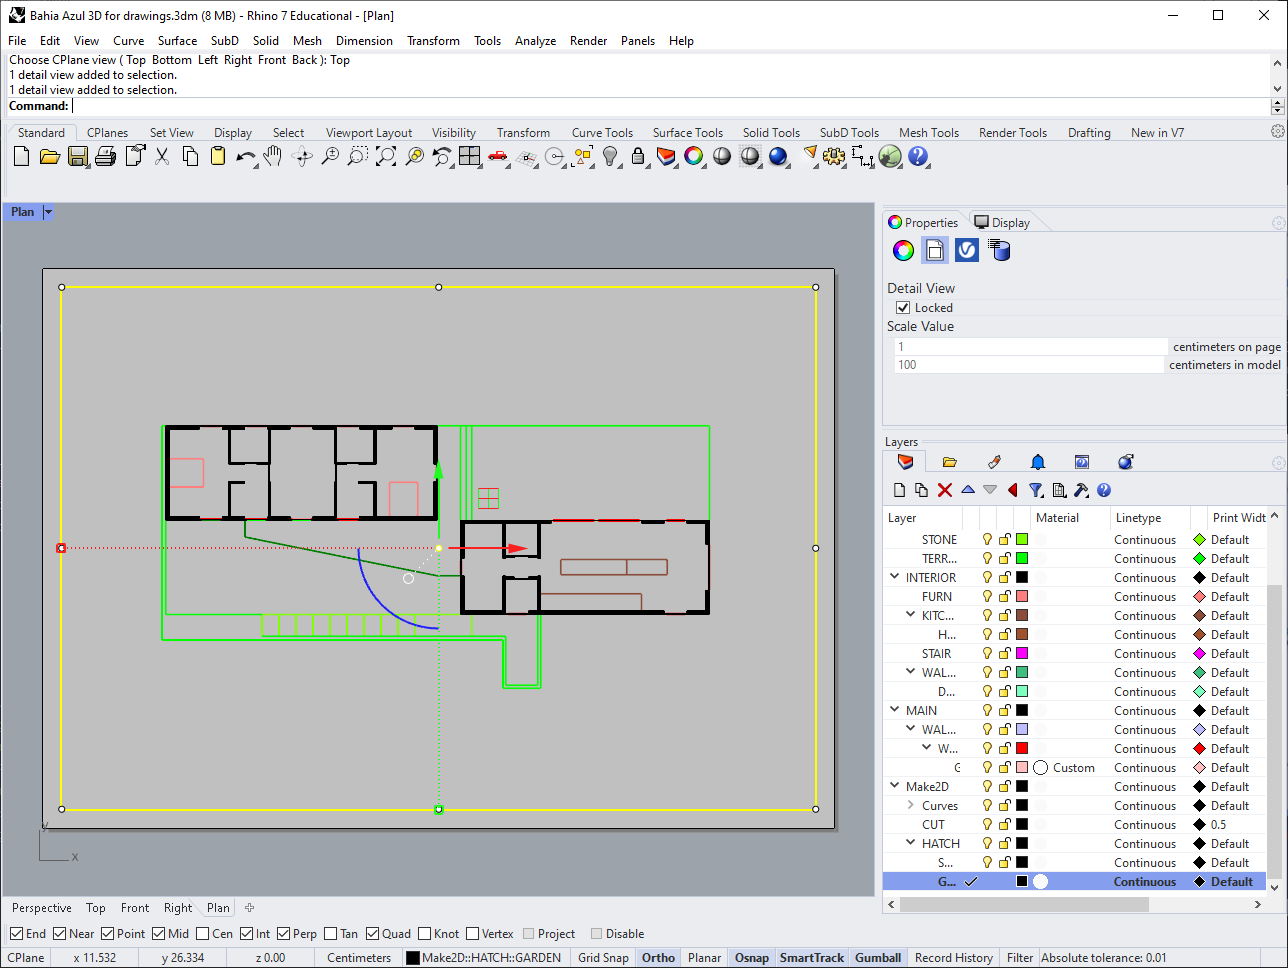 Bahia Azul 3D for drawings.3dm (8 MB) - Rhino 7 Educational - [Plan]
File Edit View Curve Surface SubD Solid Mesh Dimension Transform Tools Analyze Render Panels Help
Choose CPlane view ( Top Bottom Left Right Front Back ): Top
1 detail view added to selection.
1 detail view added to selection.
Command:
Standard CPlanes Set View Display Select Viewport Layout Visibility Transform Curve Tools Surface Tools Solid Tools SubD Tools Mesh Tools Render Tools Drafting New in V7
Plan
Properties Display
Detail View
Locked
Scale Value
1 centimeters on page
100 centimeters in model
Layers
Layer Material Linetype Print Widt
STONE Continuous Default
TERR... Continuous Default
INTERIOR Continuous Default
FURN Continuous Default
KITC... Continuous Default
H... Continuous Default
STAIR Continuous Default
WAL... Continuous Default
D... Continuous Default
MAIN Continuous Default
WAL... Continuous Default
W... Continuous Default
G Custom Continuous Default
Make2D Continuous Default
Curves Continuous Default
CUT Continuous 0.5
HATCH Continuous Default
S... Continuous Default
G... Continuous Default
y
x
Perspective Top Front Right Plan
End Near Point Mid Cen Int Perp Tan Quad Knot Vertex Project Disable
CPlane x 11.532 y 26.334 z 0.00 Centimeters Make2D::HATCH::GARDEN Grid Snap Ortho Planar Osnap SmartTrack Gumball Record History Filter Absolute tolerance: 0.01